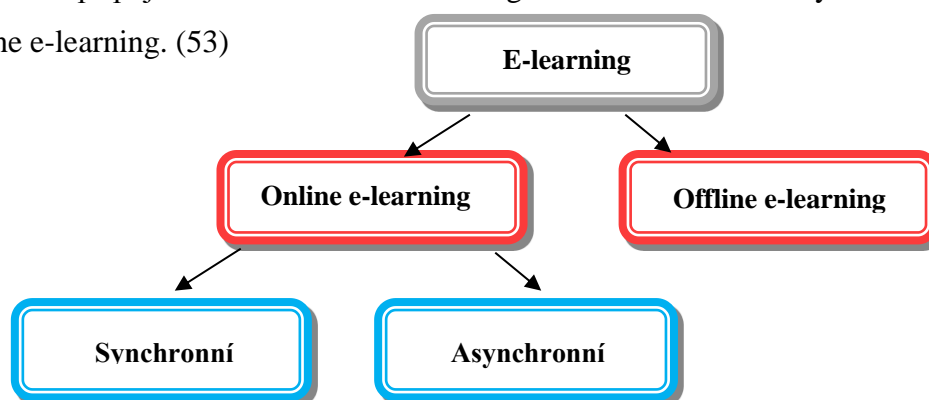 ne e-learning. (53)
E-learning
Online e-learning
Offline e-learning
Synchronní
Asynchronní